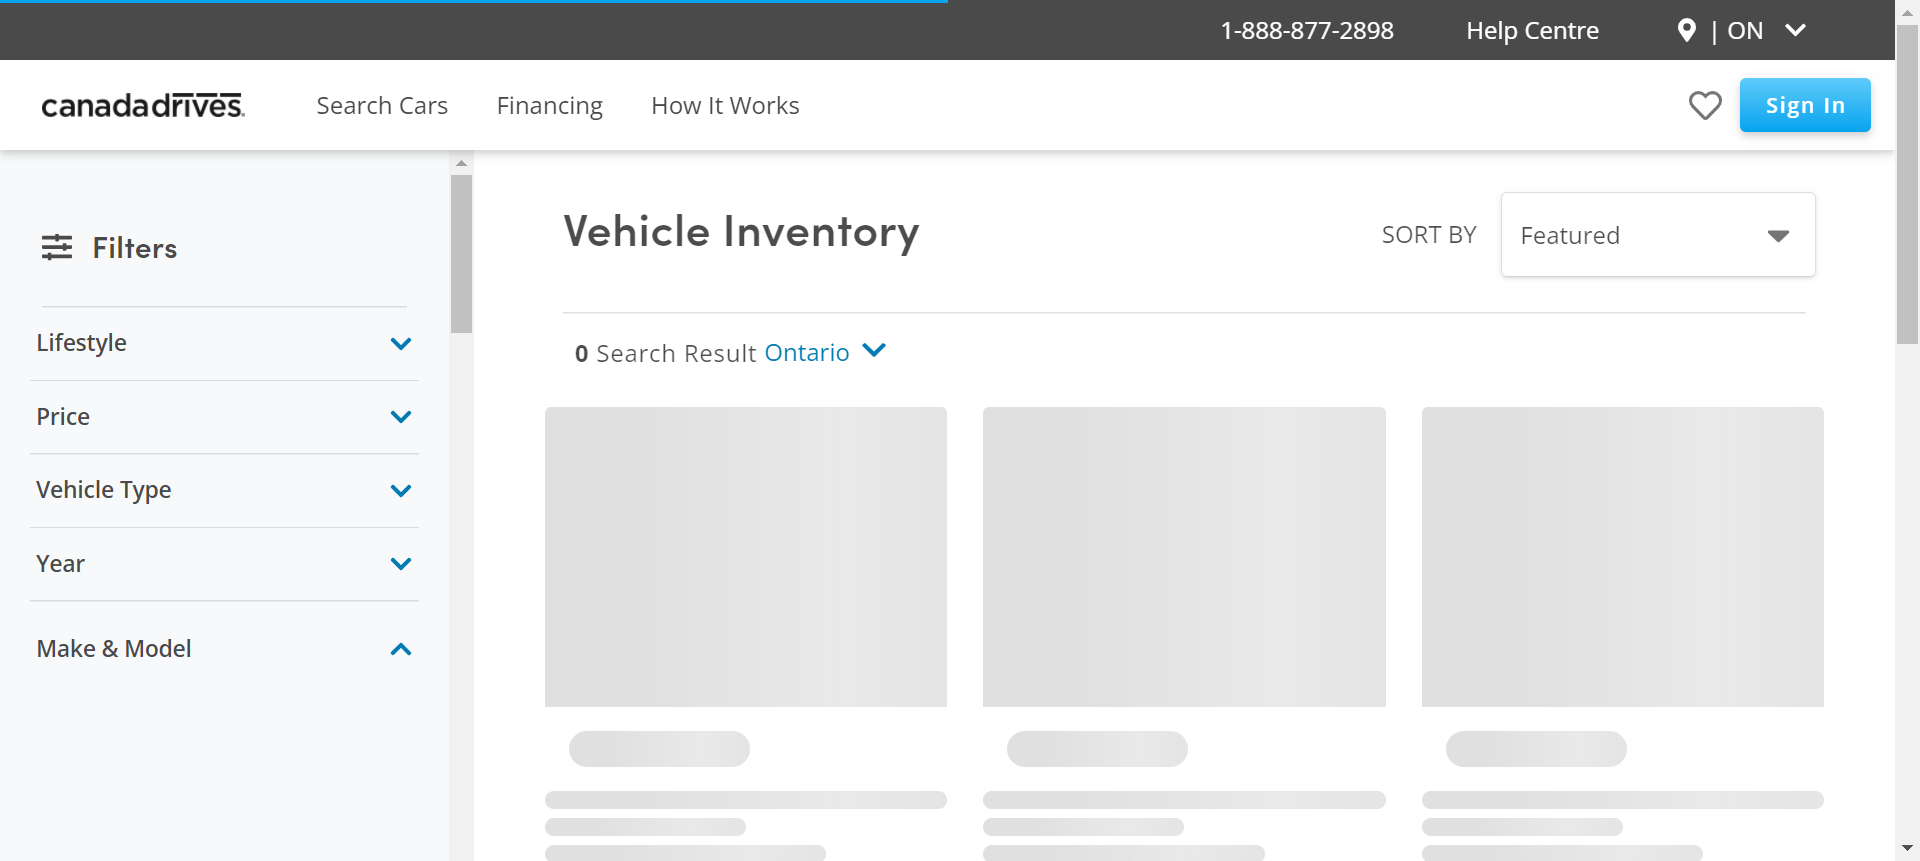 1-888-877-2898 Help Centre | ON
canadadrives. Search Cars Financing How It Works Sign In
Filters
Lifestyle
Price
Vehicle Type
Year
Make & Model
Vehicle Inventory
SORT BY Featured
0 Search Result Ontario